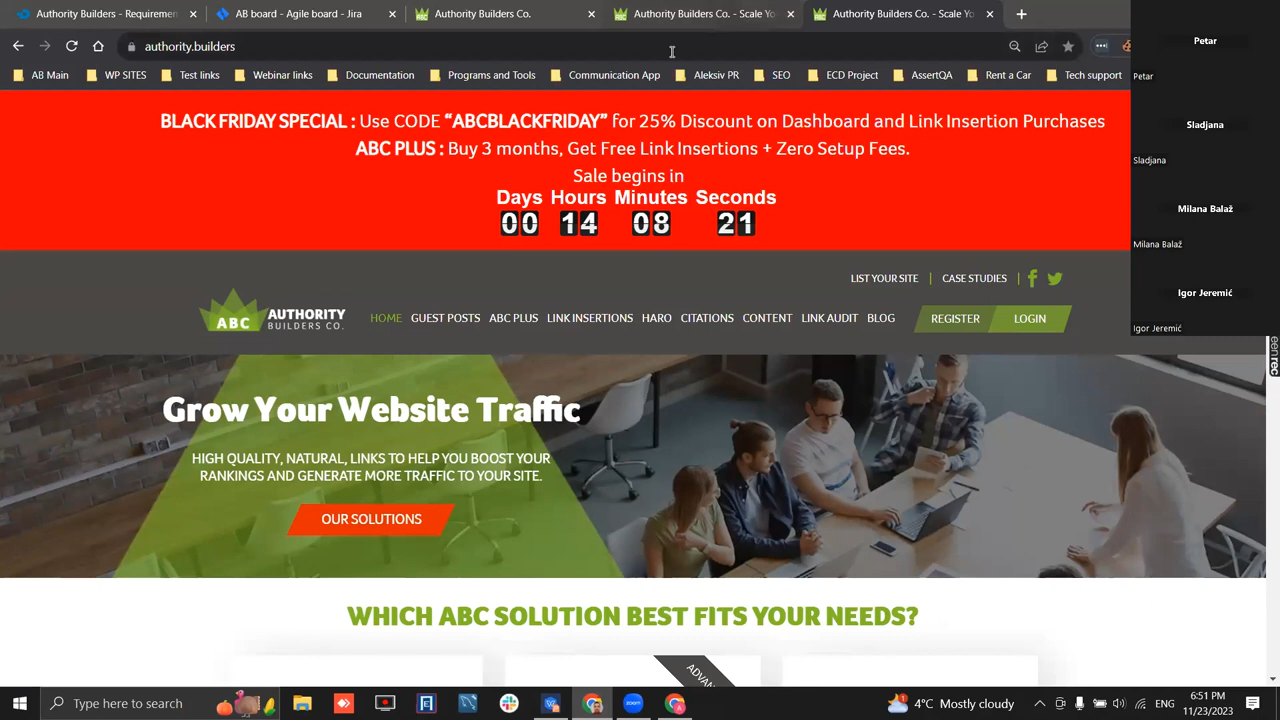 Authority Builders - Requiremen
AB board - Agile board - Jira
Authority Builders Co.
Authority Builders Co. - Scale Yo
Authority Builders Co. - Scale Yo
authority.builders
AB Main
WP SITES
Test links
Webinar links
Documentation
Programs and Tools
Communication App
Aleksiv PR
SEO
ECD Project
AssertQA
Rent a Car
Tech support
Petar
Petar
Sladjana
Sladjana
Milana Balaž
Milana Balaž
Igor Jeremić
Igor Jeremić
BLACK FRIDAY SPECIAL : Use CODE “ABCBLACKFRIDAY” for 25% Discount on Dashboard and Link Insertion Purchases
ABC PLUS : Buy 3 months, Get Free Link Insertions + Zero Setup Fees.
Sale begins in
Days Hours Minutes Seconds
00 14 08 21
LIST YOUR SITE | CASE STUDIES |
ABC AUTHORITY
BUILDERS CO.
HOME GUEST POSTS ABC PLUS LINK INSERTIONS HARO CITATIONS CONTENT LINK AUDIT BLOG REGISTER LOGIN
Grow Your Website Traffic
HIGH QUALITY, NATURAL, LINKS TO HELP YOU BOOST YOUR
RANKINGS AND GENERATE MORE TRAFFIC TO YOUR SITE.
OUR SOLUTIONS
WHICH ABC SOLUTION BEST FITS YOUR NEEDS?
Type here to search
4°C Mostly cloudy
ENG
6:51 PM
11/23/2023